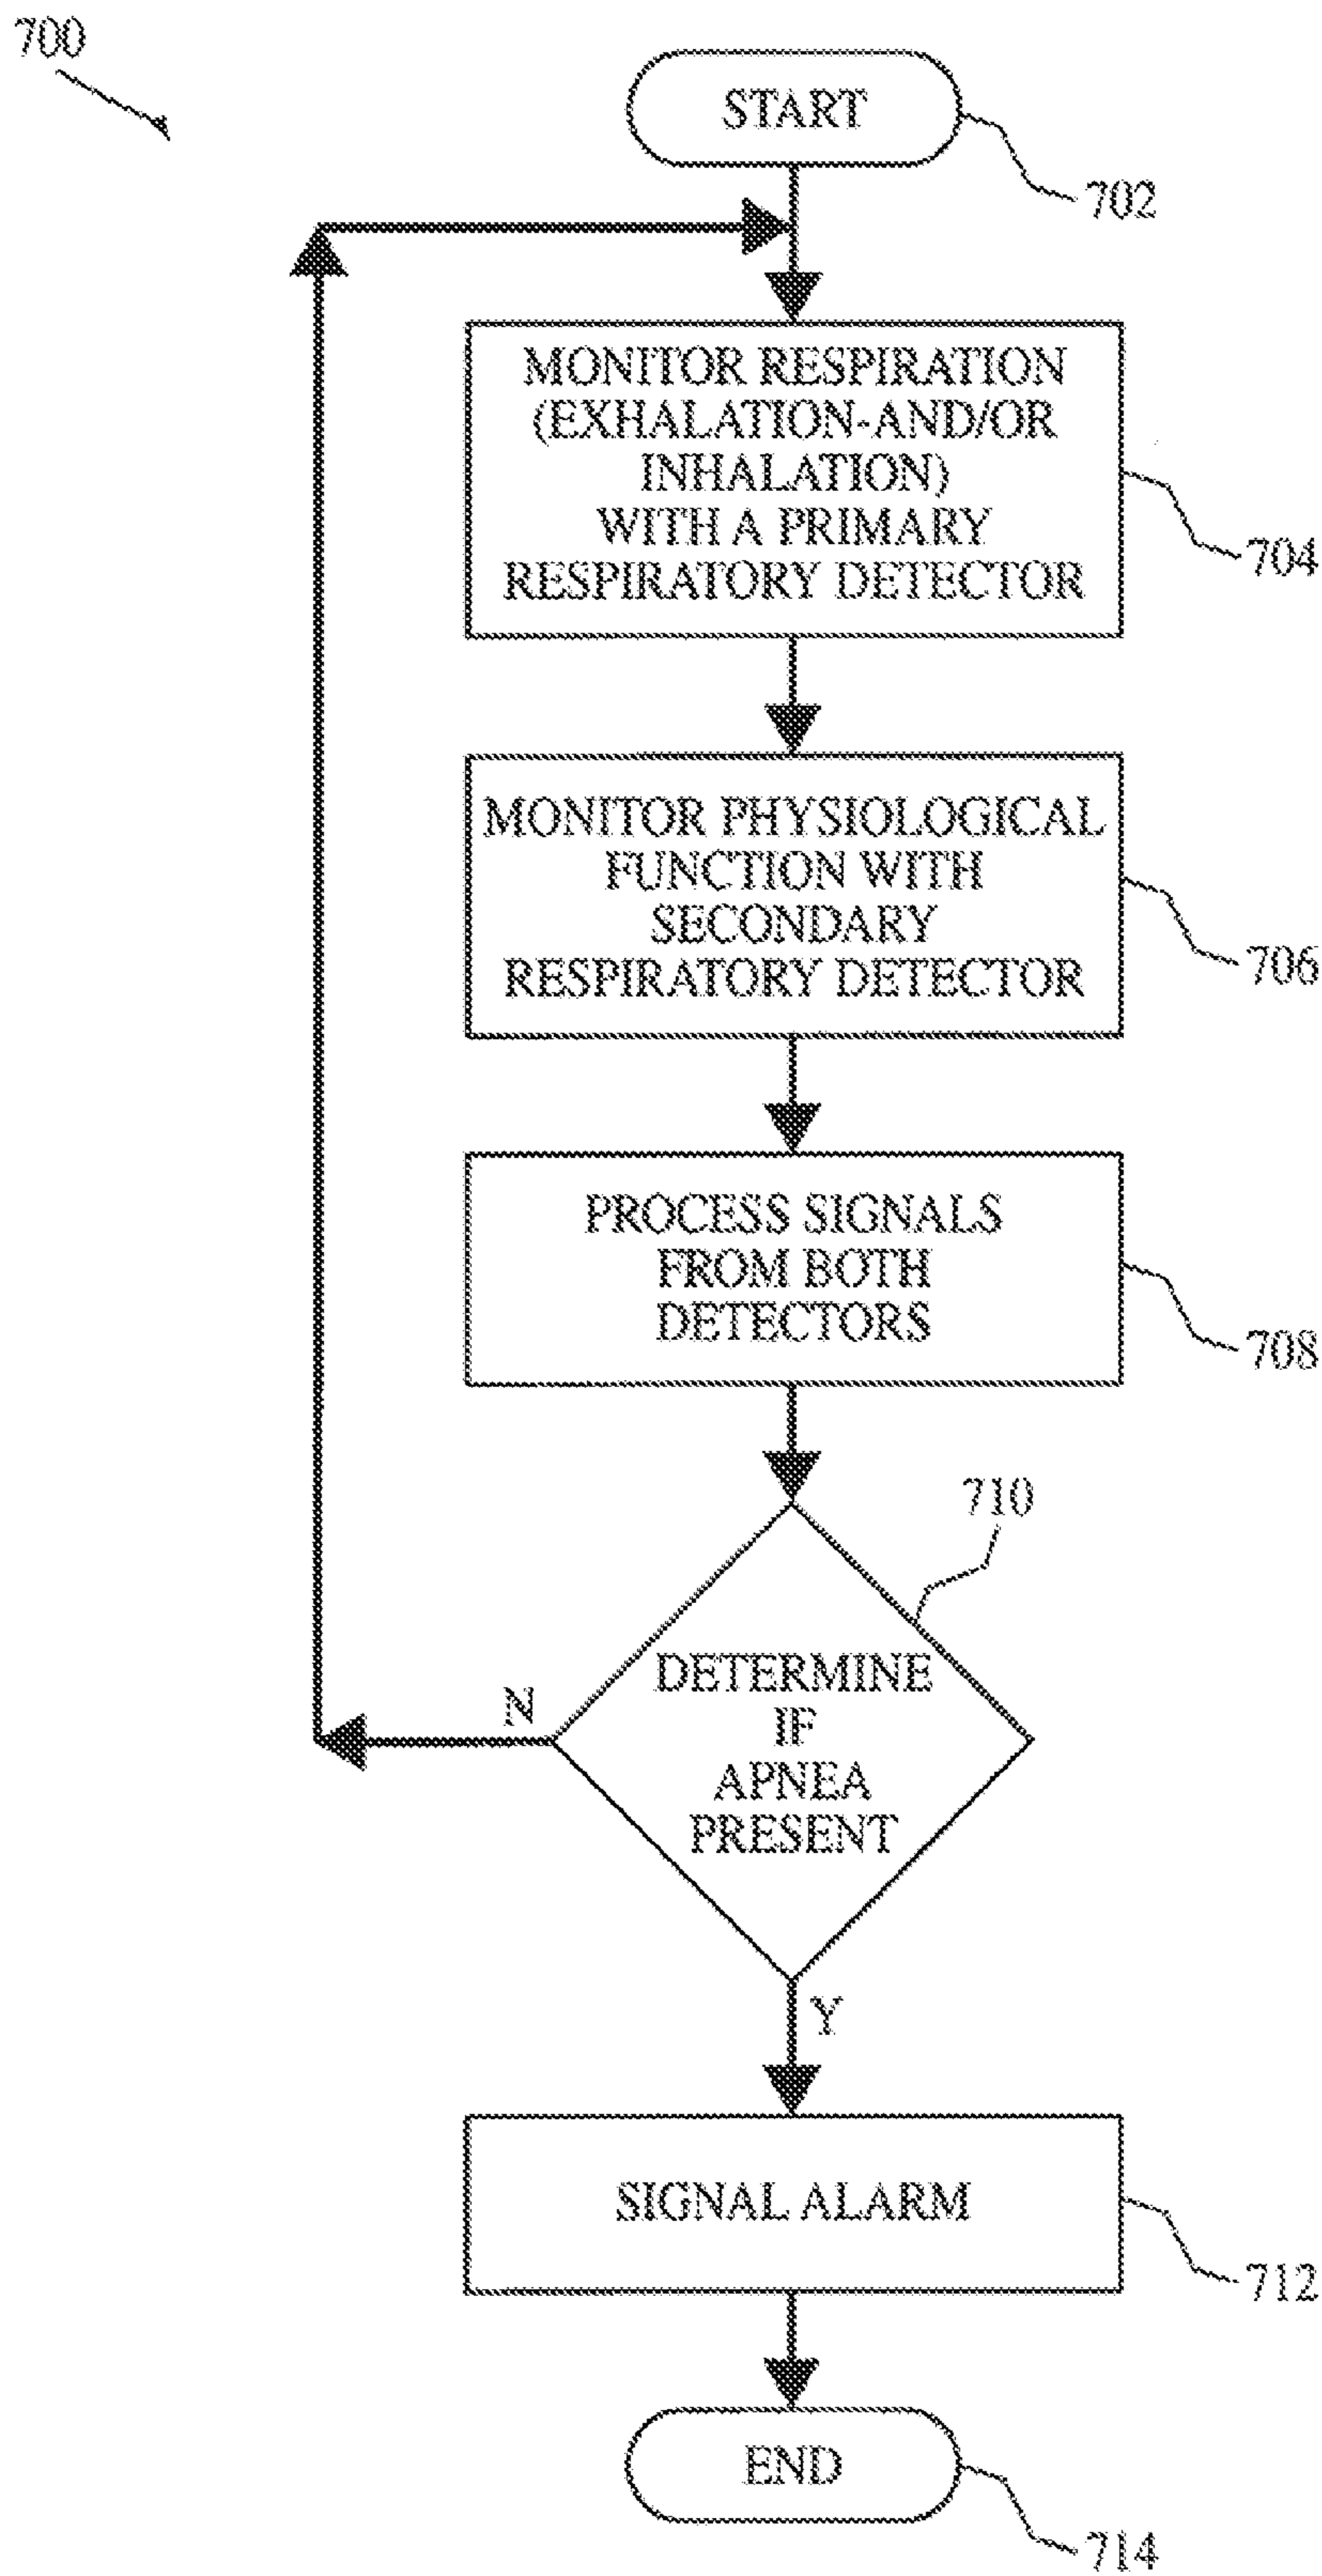 700
START
702
MONITOR RESPIRATION
(EXHALATION-AND/OR
INHALATION)
WITH A PRIMARY
RESPIRATORY DETECTOR
704
MONITOR PHYSIOLOGICAL
FUNCTION WITH
SECONDARY
RESPIRATORY DETECTOR
706
PROCESS SIGNALS
FROM BOTH
DETECTORS
708
710
DETERMINE
IF
APNEA
PRESENT
N
Y
SIGNAL ALARM
712
END
714